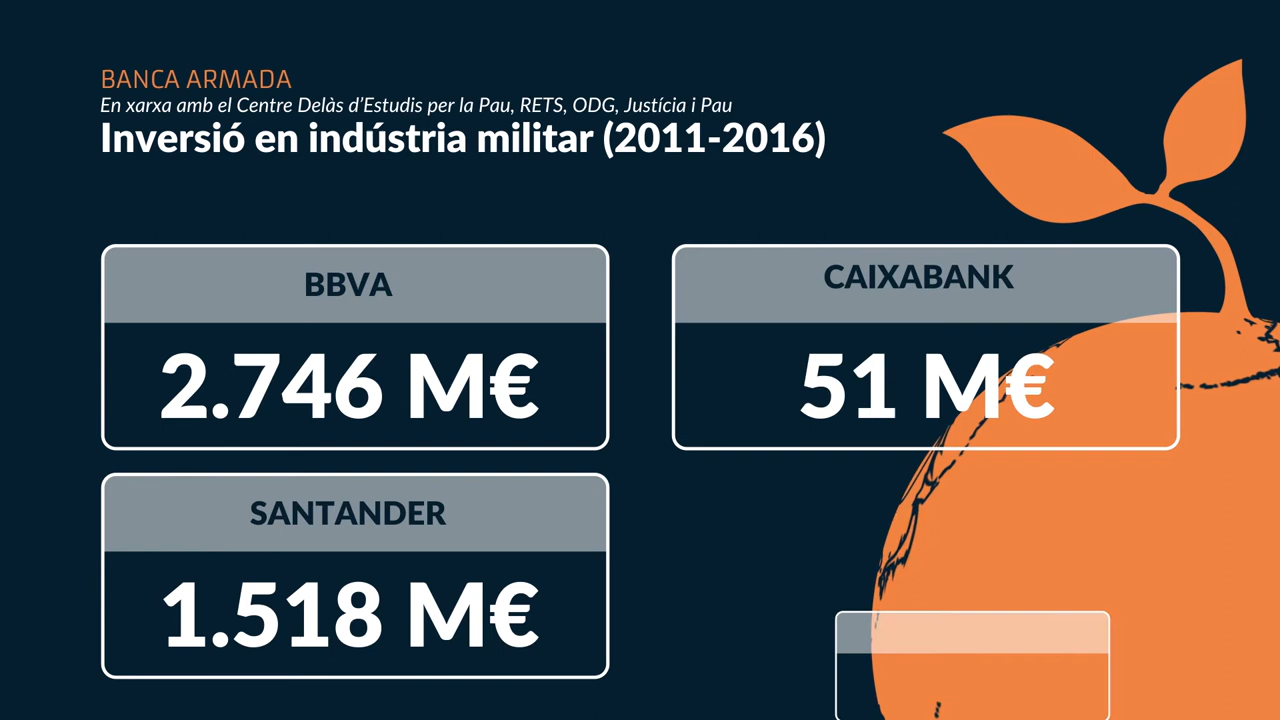 BANCA ARMADA
En xarxa amb el Centre Delàs d'Estudis per la Pau, RETS, ODG, Justícia i Pau
Inversió en indústria militar (2011-2016)
BBVA
2.746 M€
CAIXABANK
51 M€
SANTANDER
1.518 M€